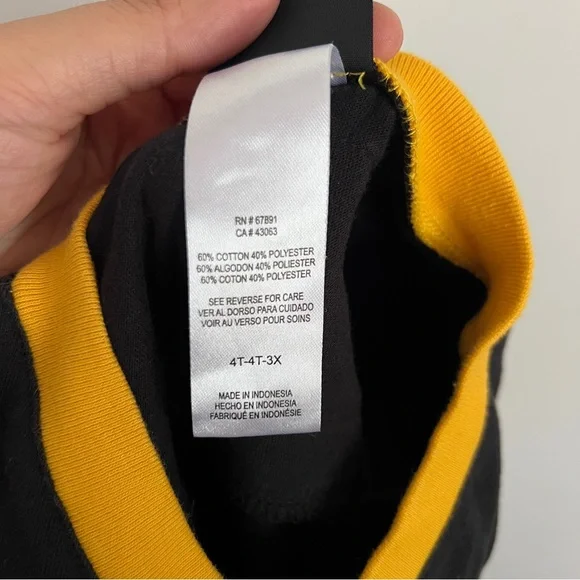 RN # 67891
CA # 43063
60% COTTON 40% POLYESTER
60% ALGODON 40% POLIESTER
60% COTON 40% POLYESTER
SEE REVERSE FOR CARE
VER AL DORSO PARA CUIDADO
VOIR AU VERSO POUR SOINS
4T-4T-3X
MADE IN INDONESIA
HECHO EN INDONESIA
FABRIQUÉ EN INDONÉSIE